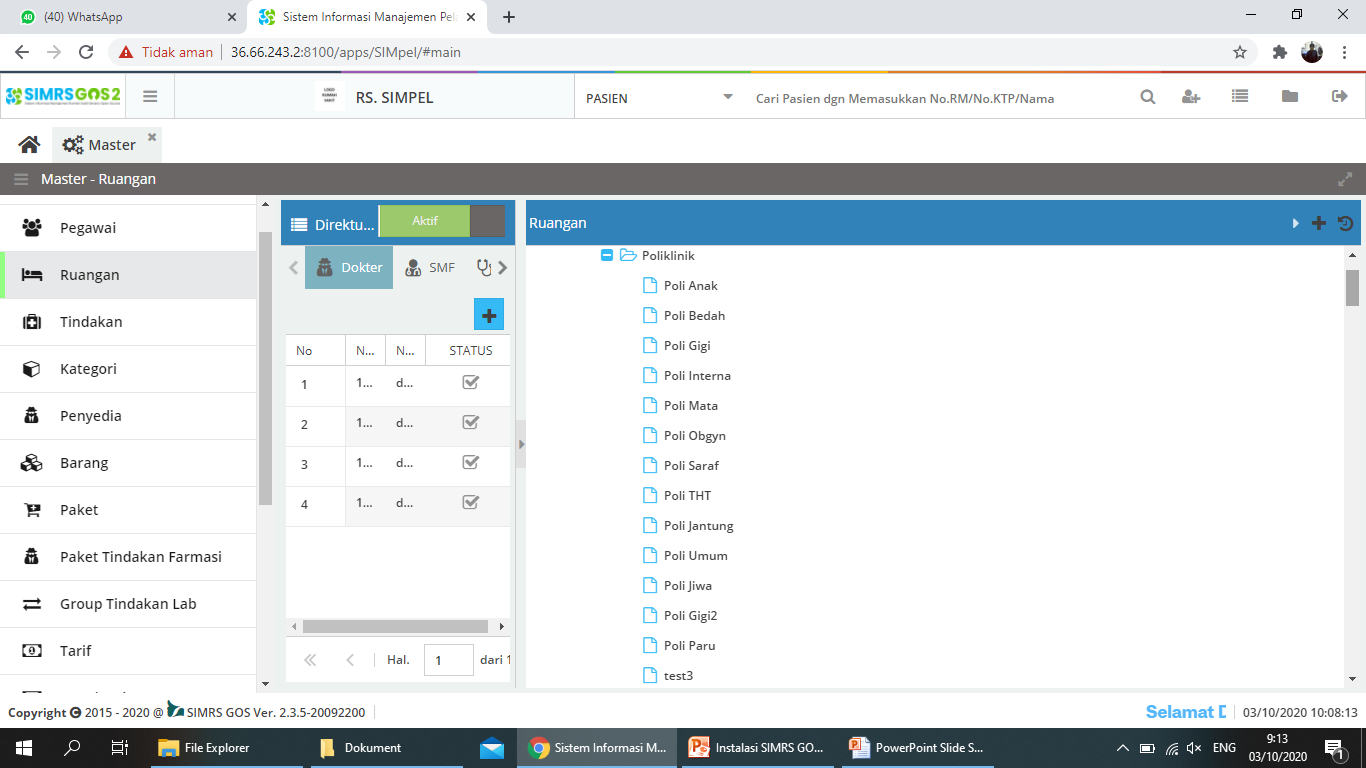 (40) WhatsApp
Sistem Informasi Manajemen Pel
Tidak aman
36.66.243.2:8100/apps/SIMpel/#main
SIMRSGOS2
RS. SIMPEL
PASIEN
Cari Pasien dgn Memasukkan No.RM/No.KTP/Nama
Master
Master - Ruangan
Pegawai
Ruangan
Tindakan
Kategori
Penyedia
Barang
Paket
Paket Tindakan Farmasi
Group Tindakan Lab
Tarif
Direktu...
Aktif
Dokter
SMF
No N... N... STATUS
1 1... d...
2 1... d...
3 1... d...
4 1... d...
Hal. 1 dari 1
Ruangan
Poliklinik
Poli Anak
Poli Bedah
Poli Gigi
Poli Interna
Poli Mata
Poli Obgyn
Poli Saraf
Poli THT
Poli Jantung
Poli Umum
Poli Jiwa
Poli Gigi2
Poli Paru
test3
Copyright © 2015 - 2020 @ SIMRS GOS Ver. 2.3.5-20092200
Selamat D
03/10/2020 10:08:13
File Explorer
Dokument
Sistem Informasi M...
Instalasi SIMRS GO...
PowerPoint Slide S...
ENG
9:13
03/10/2020
1